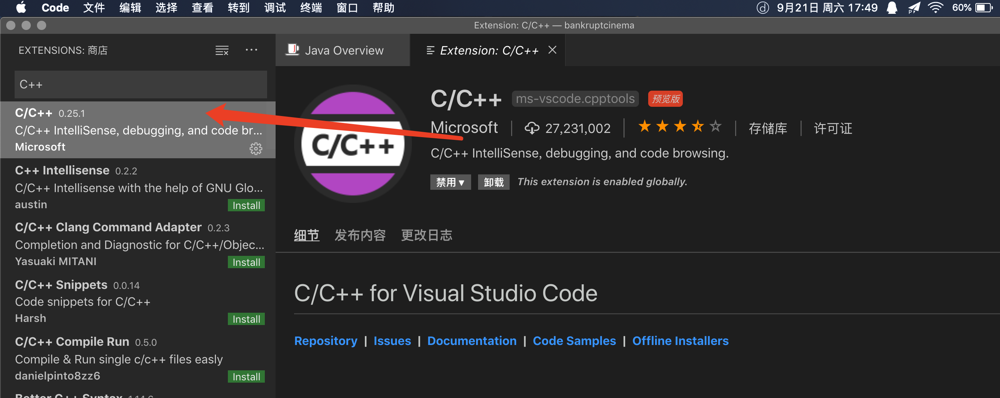 Code 文件 编辑 选择 查看 转到 调试 终端 窗口 帮助 9月21日 周六 17:49 60%
Extension: C/C++ — bankruptcinema
EXTENSIONS: 商店
C++
C/C++ 0.25.1
C/C++ IntelliSense, debugging, and code br...
Microsoft
C++ Intellisense 0.2.2
C/C++ Intellisense with the help of GNU Glo...
austin
Install
C/C++ Clang Command Adapter 0.2.3
Completion and Diagnostic for C/C++/Objec...
Yasuaki MITANI
Install
C/C++ Snippets 0.0.14
Code snippets for C/C++
Harsh
Install
C/C++ Compile Run 0.5.0
Compile & Run single c/c++ files easly
danielpinto8zz6
Install
Better C++ Syntax 1.14.6
Java Overview
Extension: C/C++
C/C++
C/C++ ms-vscode.cpptools 预览版
Microsoft | 27,231,002 | 存储库 | 许可证
C/C++ IntelliSense, debugging, and code browsing.
禁用 卸载 This extension is enabled globally.
细节 发布内容 更改日志
C/C++ for Visual Studio Code
Repository | Issues | Documentation | Code Samples | Offline Installers